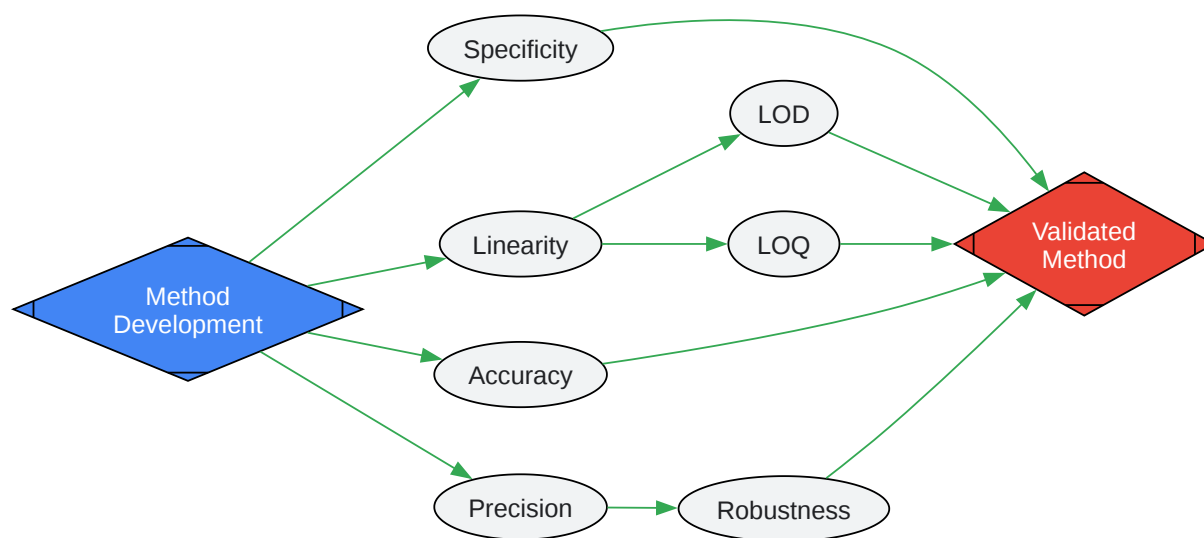 Specificity
LOD
Linearity
LOQ
Validated
Method
Method
Development
Accuracy
Precision
Robustness